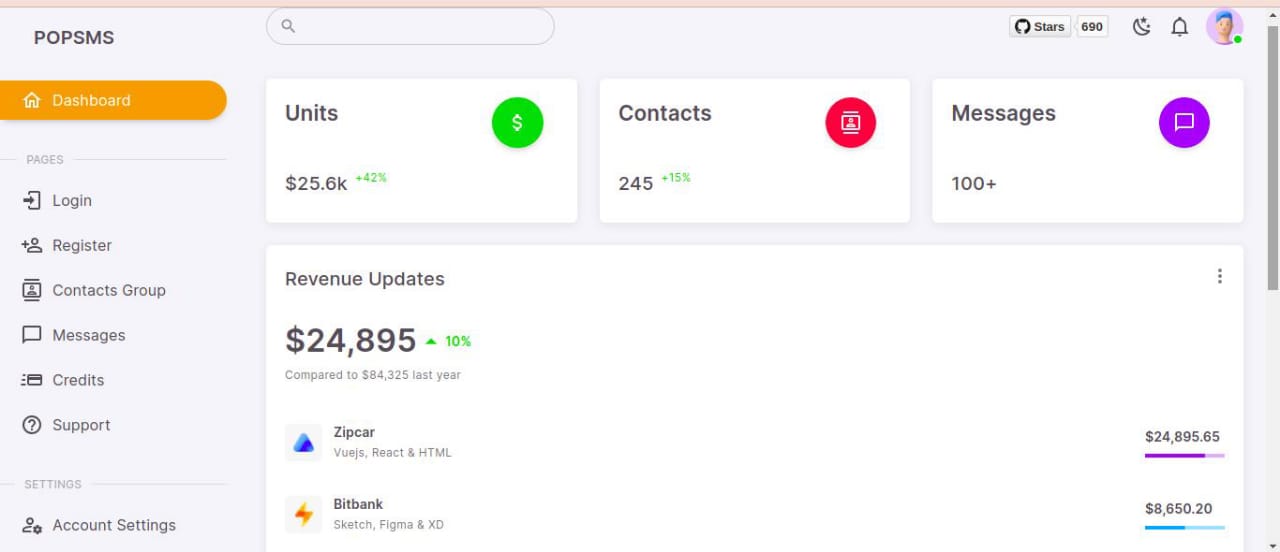 POPSMS
Stars 690
Dashboard
PAGES
Login
Register
Contacts Group
Messages
Credits
Support
SETTINGS
Account Settings
Units
$25.6k +42%
Contacts
245 +15%
Messages
100+
Revenue Updates
$24,895 10%
Compared to $84,325 last year
Zipcar
Vuejs, React & HTML
$24,895.65
Bitbank
Sketch, Figma & XD
$8,650.20